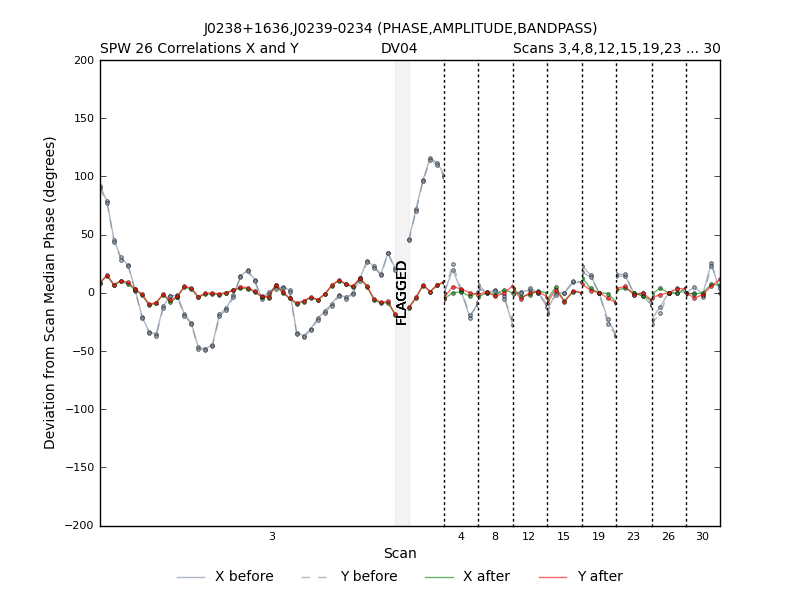 J0238+1636,J0239-0234 (PHASE,AMPLITUDE,BANDPASS)
SPW 26 Correlations X and Y DV04 Scans 3,4,8,12,15,19,23 ... 30
Deviation from Scan Median Phase (degrees)
200
150
100
50
0
−50
−100
−150
−200
FLAGGED
3 4 8 12 15 19 23 26 30
Scan
X before Y before X after Y after